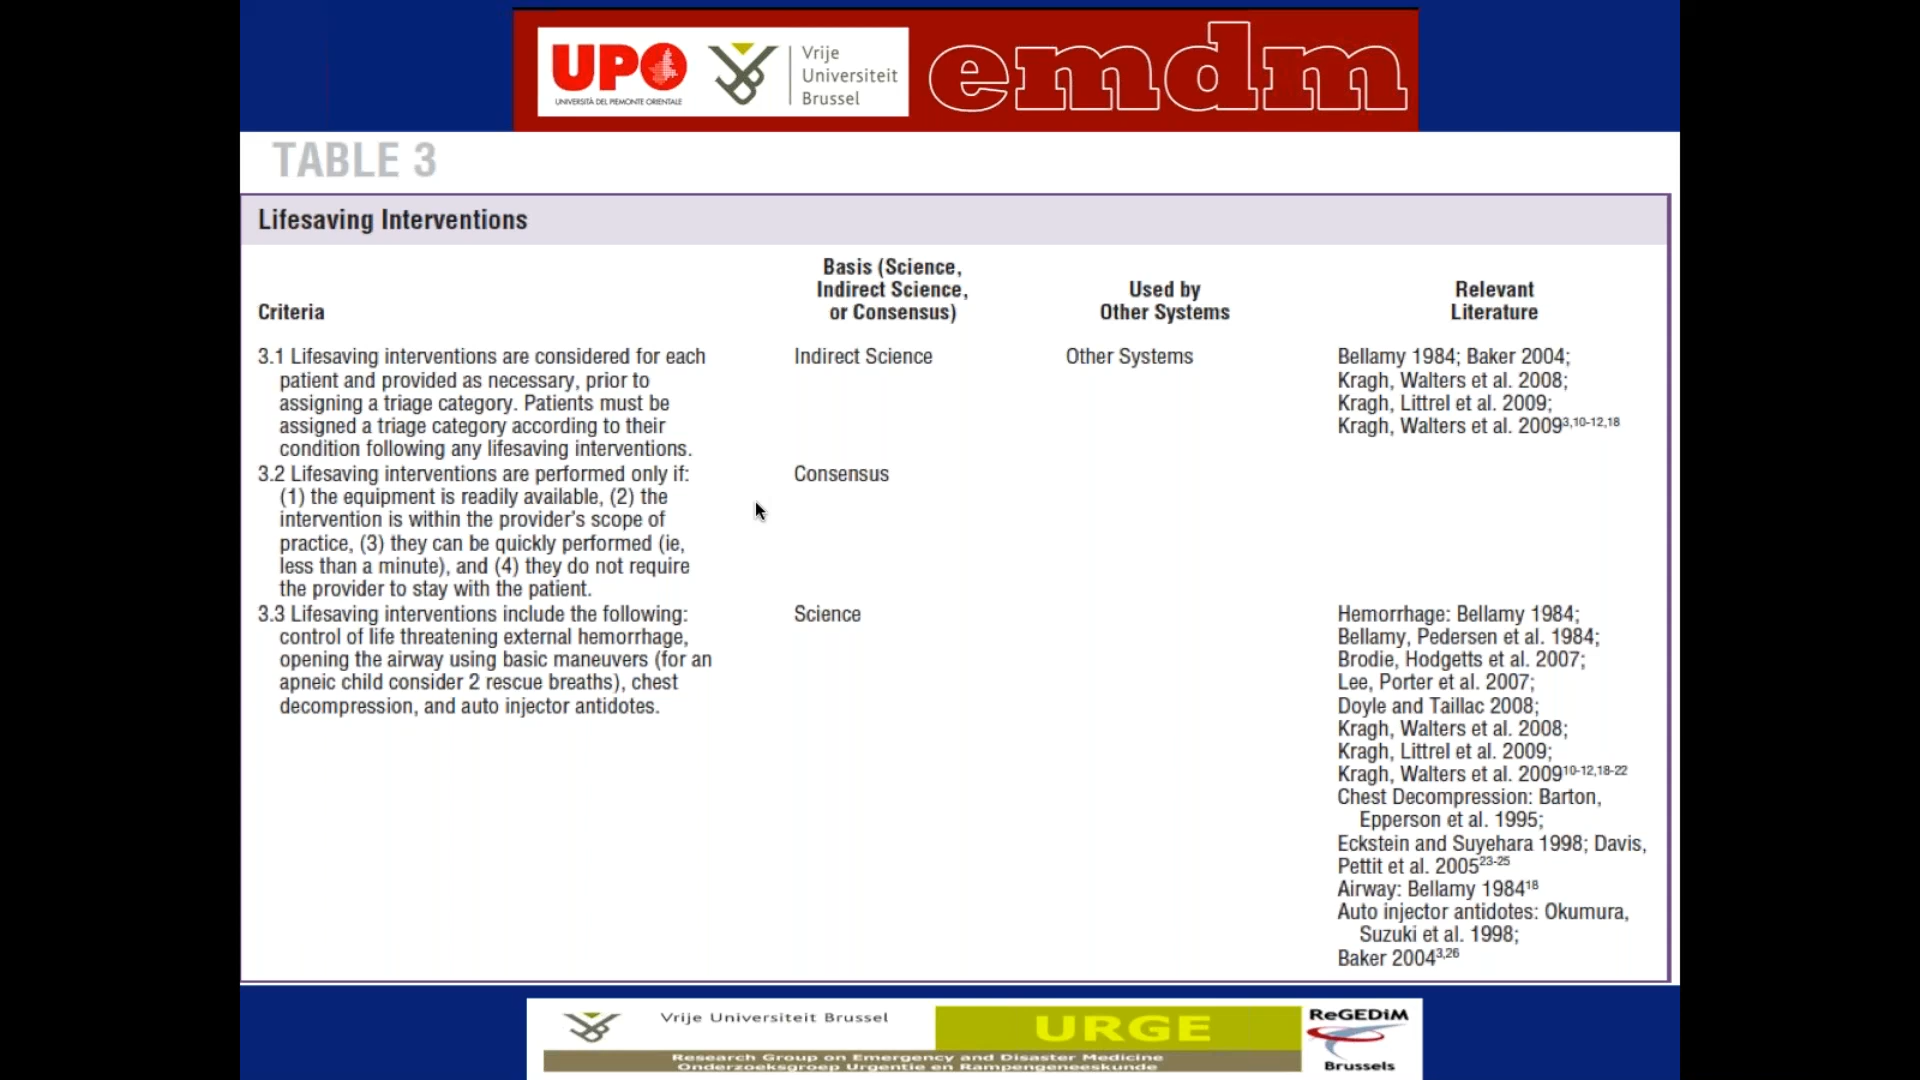 UPO
UNIVERSITÀ DEL PIEMONTE ORIENTALE
Vrije
Universiteit
Brussel
emdm
TABLE 3
Lifesaving Interventions
Criteria
Basis (Science,
Indirect Science,
or Consensus)
Used by
Other Systems
Relevant
Literature
3.1 Lifesaving interventions are considered for each
patient and provided as necessary, prior to
assigning a triage category. Patients must be
assigned a triage category according to their
condition following any lifesaving interventions.
Indirect Science
Other Systems
Bellamy 1984; Baker 2004;
Kragh, Walters et al. 2008;
Kragh, Littrel et al. 2009;
Kragh, Walters et al. 20093,10-12,18
3.2 Lifesaving interventions are performed only if:
(1) the equipment is readily available, (2) the
intervention is within the provider's scope of
practice, (3) they can be quickly performed (ie,
less than a minute), and (4) they do not require
the provider to stay with the patient.
Consensus
3.3 Lifesaving interventions include the following:
control of life threatening external hemorrhage,
opening the airway using basic maneuvers (for an
apneic child consider 2 rescue breaths), chest
decompression, and auto injector antidotes.
Science
Hemorrhage: Bellamy 1984;
Bellamy, Pedersen et al. 1984;
Brodie, Hodgetts et al. 2007;
Lee, Porter et al. 2007;
Doyle and Taillac 2008;
Kragh, Walters et al. 2008;
Kragh, Littrel et al. 2009;
Kragh, Walters et al. 200910-12,18-22
Chest Decompression: Barton,
Epperson et al. 1995;
Eckstein and Suyehara 1998; Davis,
Pettit et al. 200523-25
Airway: Bellamy 198418
Auto injector antidotes: Okumura,
Suzuki et al. 1998;
Baker 20043,26
Vrije Universiteit Brussel
URGE
Research Group on Emergency and Disaster Medicine
Onderzoeksgroep Urgentie en Rampengeneeskunde
ReGEDiM
Brussels